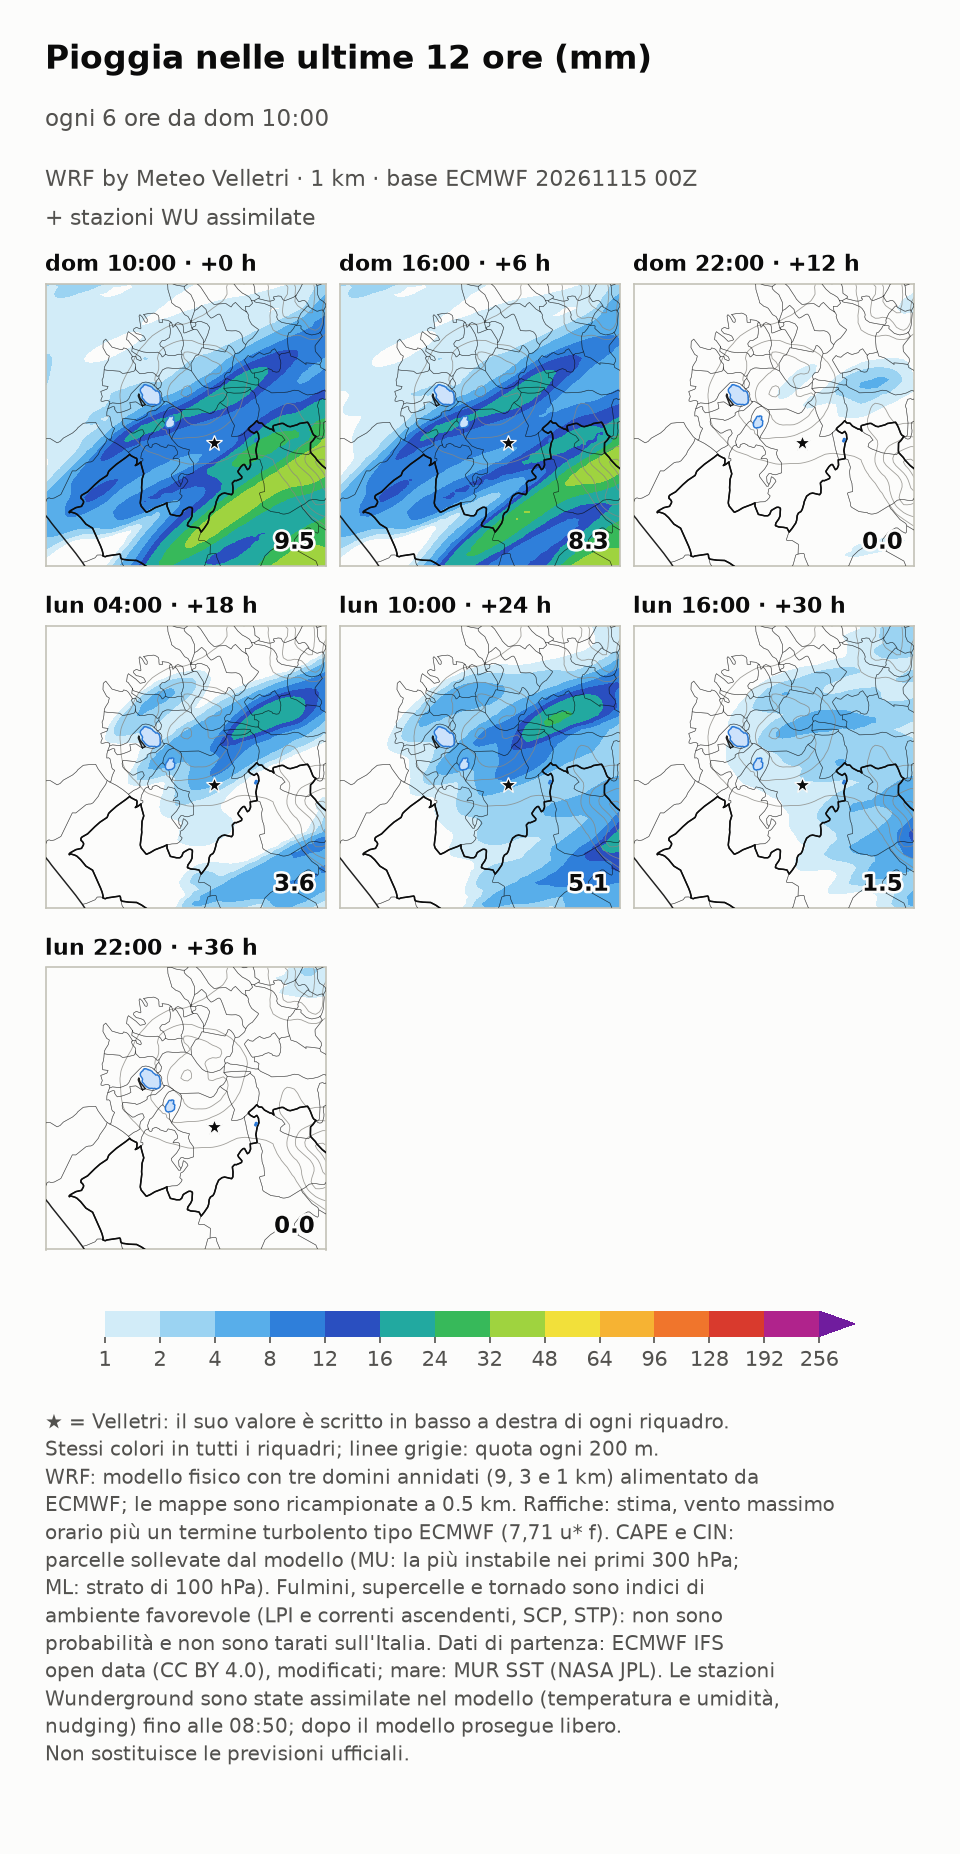 Pioggia nelle ultime 12 ore (mm)
ogni 6 ore da dom 10:00
WRF by Meteo Velletri · 1 km · base ECMWF 20261115 00Z
+ stazioni WU assimilate
dom 10:00 · +0 h
dom 16:00 · +6 h
dom 22:00 · +12 h
9.5
8.3
0.0
lun 04:00 · +18 h
lun 10:00 · +24 h
lun 16:00 · +30 h
3.6
5.1
1.5
lun 22:00 · +36 h
0.0
1 2 4 8 12 16 24 32 48 64 96 128 192 256
★ = Velletri: il suo valore è scritto in basso a destra di ogni riquadro.
Stessi colori in tutti i riquadri; linee grigie: quota ogni 200 m.
WRF: modello fisico con tre domini annidati (9, 3 e 1 km) alimentato da
ECMWF; le mappe sono ricampionate a 0.5 km. Raffiche: stima, vento massimo
orario più un termine turbolento tipo ECMWF (7,71 u* f). CAPE e CIN:
parcelle sollevate dal modello (MU: la più instabile nei primi 300 hPa;
ML: strato di 100 hPa). Fulmini, supercelle e tornado sono indici di
ambiente favorevole (LPI e correnti ascendenti, SCP, STP): non sono
probabilità e non sono tarati sull'Italia. Dati di partenza: ECMWF IFS
open data (CC BY 4.0), modificati; mare: MUR SST (NASA JPL). Le stazioni
Wunderground sono state assimilate nel modello (temperatura e umidità,
nudging) fino alle 08:50; dopo il modello prosegue libero.
Non sostituisce le previsioni ufficiali.